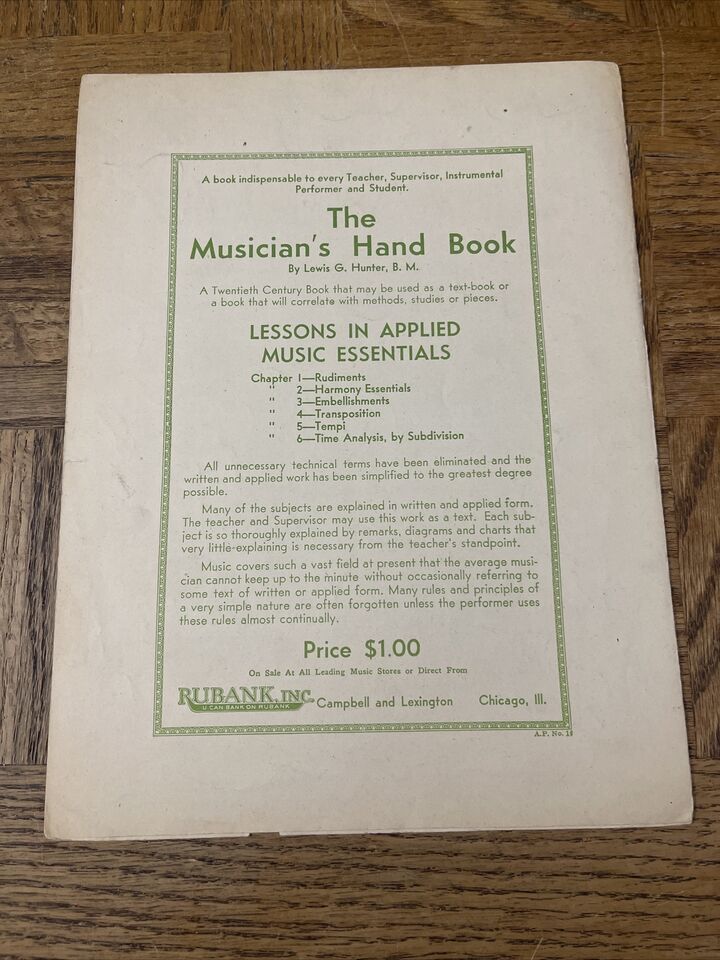 A book indispensable to every Teacher, Supervisor, Instrumental
Performer and Student.
The
Musician's Hand Book
By Lewis G. Hunter, B. M.
A Twentieth Century Book that may be used as a text-book or
a book that will correlate with methods, studies or pieces.
LESSONS IN APPLIED
MUSIC ESSENTIALS
Chapter 1—Rudiments
" 2—Harmony Essentials
" 3—Embellishments
" 4—Transposition
" 5—Tempi
" 6—Time Analysis, by Subdivision
All unnecessary technical terms have been eliminated and the
written and applied work has been simplified to the greatest degree
possible.
Many of the subjects are explained in written and applied form.
The teacher and Supervisor may use this work as a text. Each sub-
ject is so thoroughly explained by remarks, diagrams and charts that
very little-explaining is necessary from the teacher's standpoint.
Music covers such a vast field at present that the average musi-
cian cannot keep up to the minute without occasionally referring to
some text of written or applied form. Many rules and principles of
a very simple nature are often forgotten unless the performer uses
these rules almost continually.
Price $1.00
On Sale At All Leading Music Stores or Direct From
RUBANK, INC. Campbell and Lexington Chicago, Ill.
U CAN BANK ON RUBANK
A.P. No.